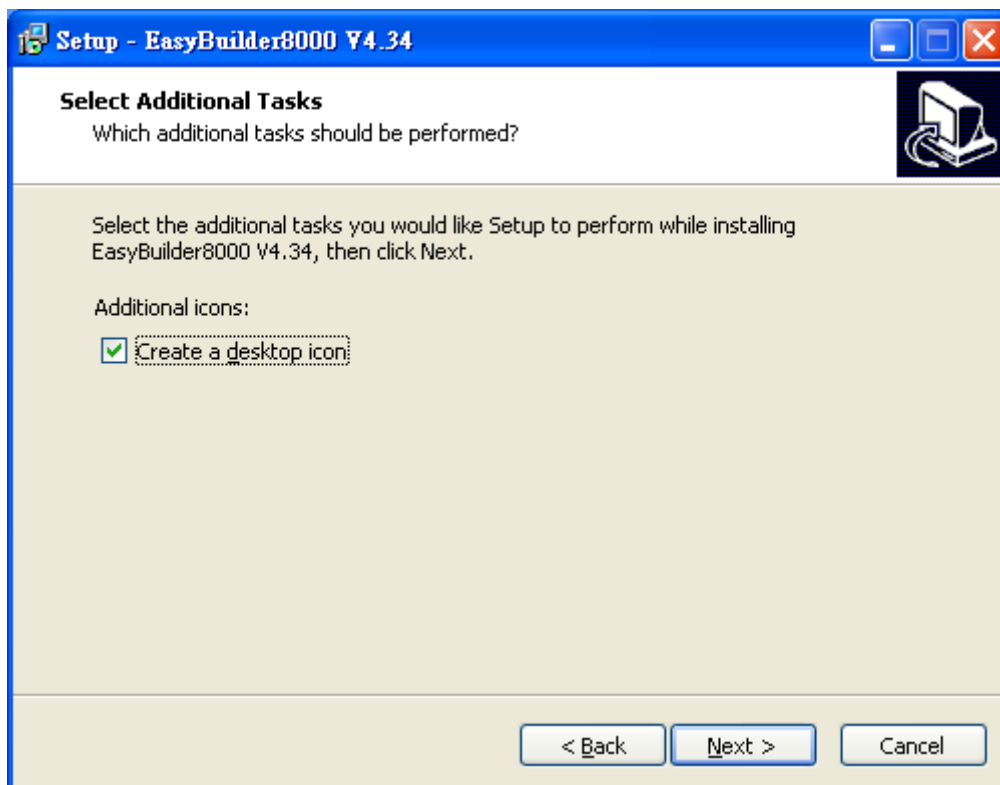 Setup - EasyBuilder8000 V4.34
Select Additional Tasks
Which additional tasks should be performed?
Select the additional tasks you would like Setup to perform while installing
EasyBuilder8000 V4.34, then click Next.
Additional icons:
Create a desktop icon
< Back Next > Cancel